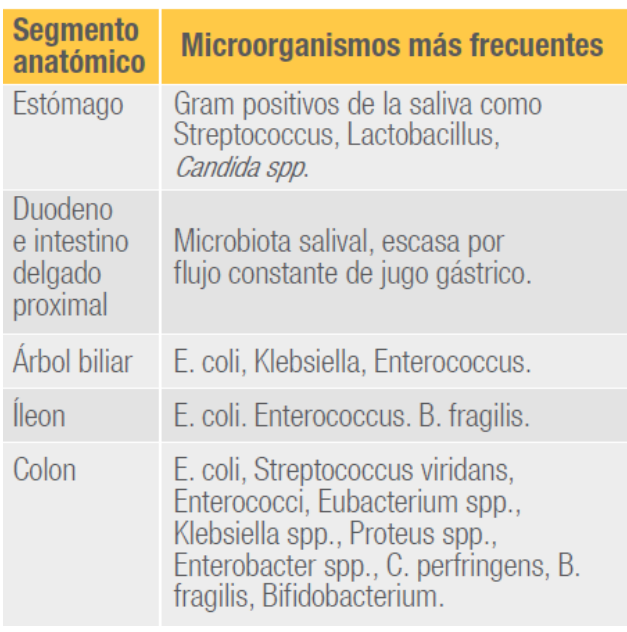 Segmento
anatómico
Microorganismos más frecuentes
Estómago
Gram positivos de la saliva como
Streptococcus, Lactobacillus,
Candida spp.
Duodeno
e intestino
delgado
proximal
Microbiota salival, escasa por
flujo constante de jugo gástrico.
Árbol biliar
E. coli, Klebsiella, Enterococcus.
Íleon
E. coli. Enterococcus. B. fragilis.
Colon
E. coli, Streptococcus viridans,
Enterococci, Eubacterium spp.,
Klebsiella spp., Proteus spp.,
Enterobacter spp., C. perfringens, B.
fragilis, Bifidobacterium.